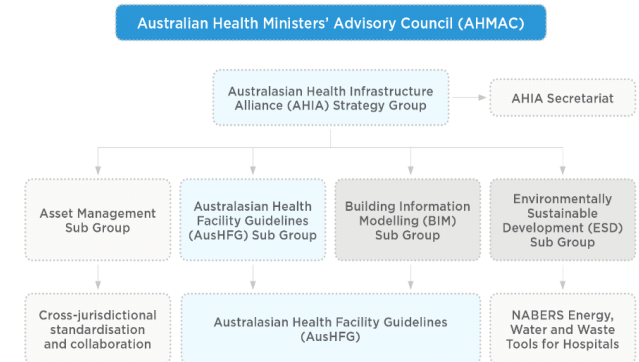 Australian Health Ministers' Advisory Council (AHMAC)
Australasian Health Infrastructure
Alliance (AHIA) Strategy Group
AHIA Secretariat
Asset Management
Sub Group
Australasian Health
Facility Guidelines
(AusHFG) Sub Group
Building Information
Modelling (BIM)
Sub Group
Environmentally
Sustainable
Development (ESD)
Sub Group
Cross-jurisdictional
standardisation
and collaboration
Australasian Health Facility Guidelines
(AusHFG)
NABERS Energy,
Water and Waste
Tools for Hospitals